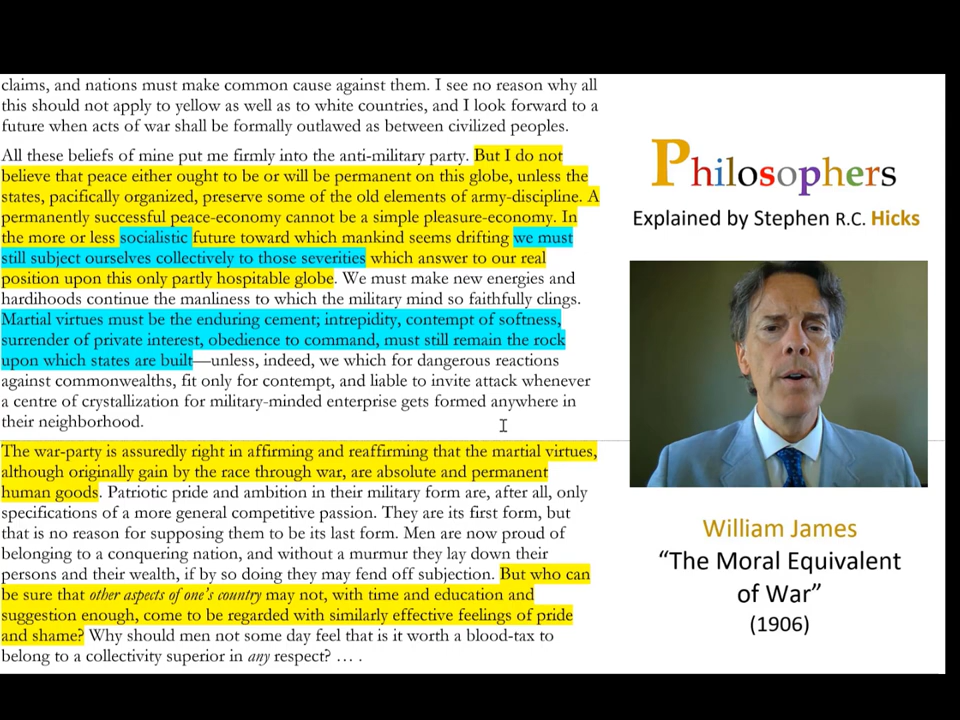 claims, and nations must make common cause against them. I see no reason why all
this should not apply to yellow as well as to white countries, and I look forward to a
future when acts of war shall be formally outlawed as between civilized peoples.
All these beliefs of mine put me firmly into the anti-military party. But I do not
believe that peace either ought to be or will be permanent on this globe, unless the
states, pacifically organized, preserve some of the old elements of army-discipline. A
permanently successful peace-economy cannot be a simple pleasure-economy. In
the more or less socialistic future toward which mankind seems drifting we must
still subject ourselves collectively to those severities which answer to our real
position upon this only partly hospitable globe. We must make new energies and
hardihoods continue the manliness to which the military mind so faithfully clings.
Martial virtues must be the enduring cement; intrepidity, contempt of softness,
surrender of private interest, obedience to command, must still remain the rock
upon which states are built—unless, indeed, we which for dangerous reactions
against commonwealths, fit only for contempt, and liable to invite attack whenever
a centre of crystallization for military-minded enterprise gets formed anywhere in
their neighborhood.
The war-party is assuredly right in affirming and reaffirming that the martial virtues,
although originally gain by the race through war, are absolute and permanent
human goods. Patriotic pride and ambition in their military form are, after all, only
specifications of a more general competitive passion. They are its first form, but
that is no reason for supposing them to be its last form. Men are now proud of
belonging to a conquering nation, and without a murmur they lay down their
persons and their wealth, if by so doing they may fend off subjection. But who can
be sure that other aspects of one's country may not, with time and education and
suggestion enough, come to be regarded with similarly effective feelings of pride
and shame? Why should men not some day feel that is it worth a blood-tax to
belong to a collectivity superior in any respect? … .
Philosophers
Explained by Stephen R.C. Hicks
William James
“The Moral Equivalent
of War”
(1906)